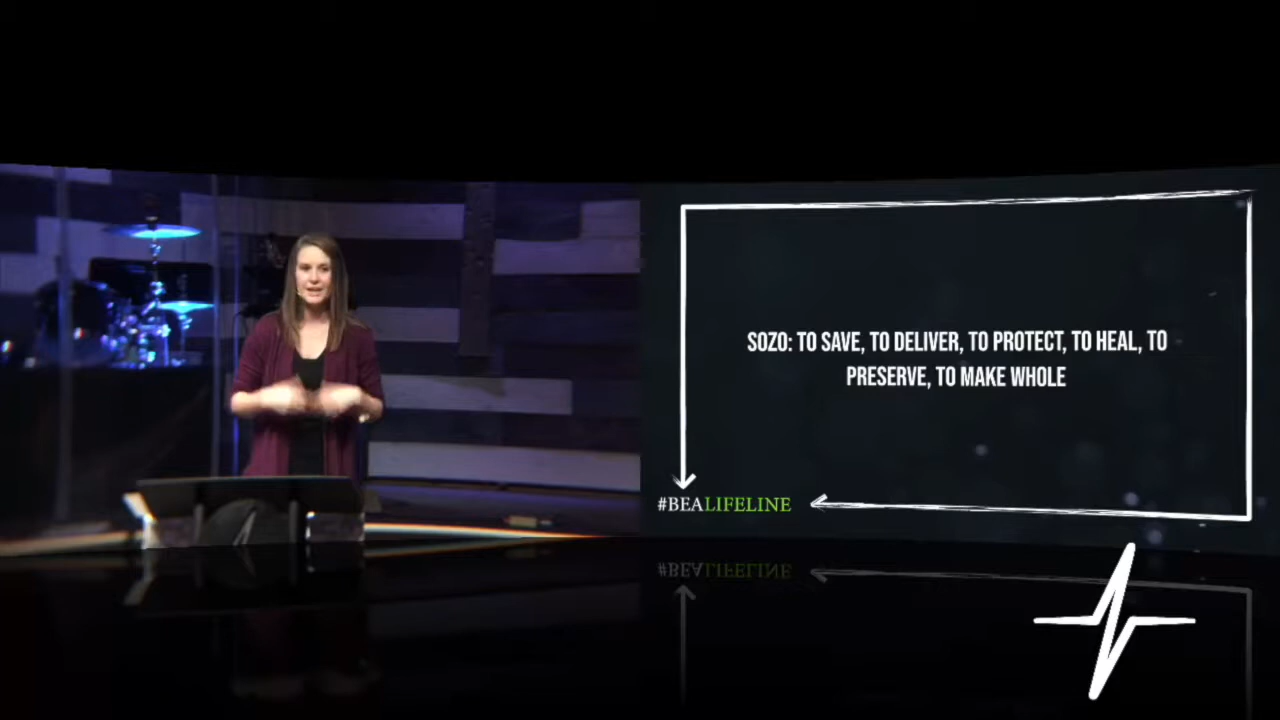 SOZO: TO SAVE, TO DELIVER, TO PROTECT, TO HEAL, TO
PRESERVE, TO MAKE WHOLE
#BEALIFELINE